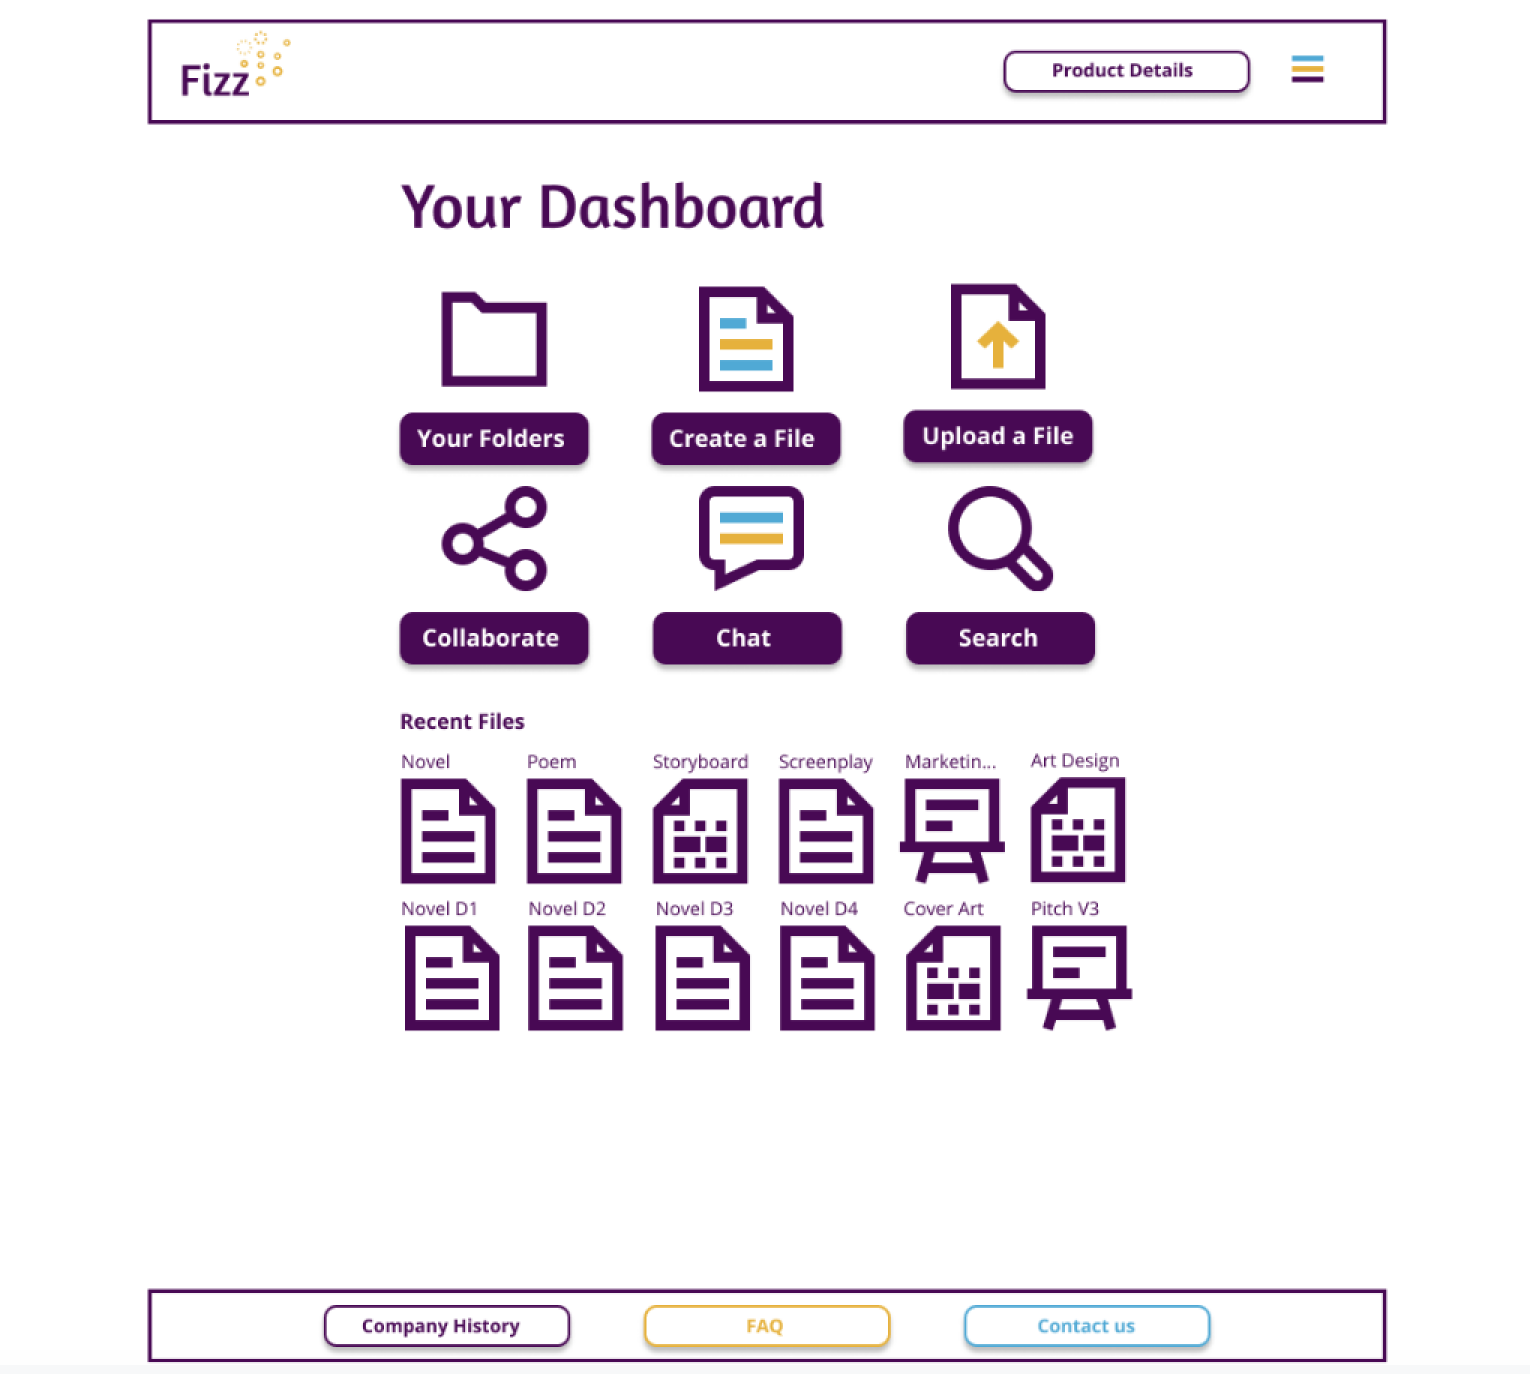 Fizz
Product Details
Your Dashboard
Your Folders
Create a File
Upload a File
Collaborate
Chat
Search
Recent Files
Novel
Poem
Storyboard
Screenplay
Marketin...
Art Design
Novel D1
Novel D2
Novel D3
Novel D4
Cover Art
Pitch V3
Company History
FAQ
Contact us